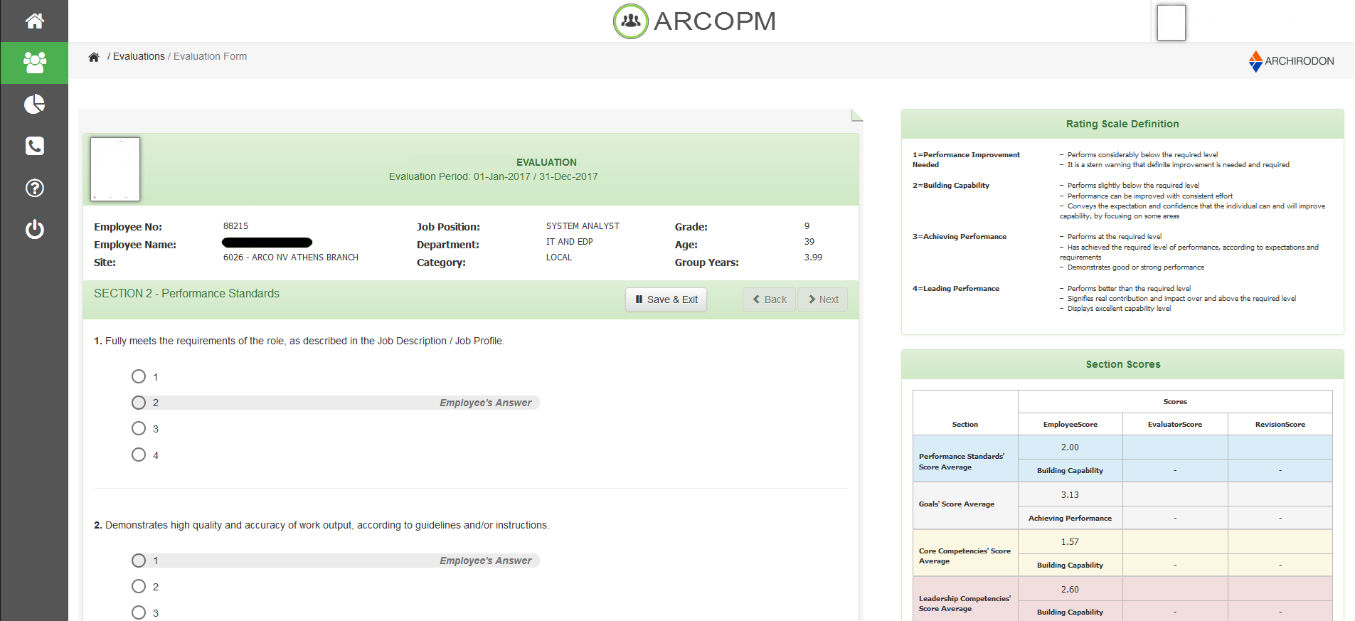 ARCOPM
/ Evaluations / Evaluation Form
ARCHIRODON
EVALUATION
Evaluation Period: 01-Jan-2017 / 31-Dec-2017
Employee No: 88215 Job Position: SYSTEM ANALYST Grade: 9
Employee Name: Department: IT AND EDP Age: 39
Site: 6026 - ARCO NV ATHENS BRANCH Category: LOCAL Group Years: 3.99
SECTION 2 - Performance Standards
Save & Exit
Back
Next
1. Fully meets the requirements of the role, as described in the Job Description / Job Profile.
1
2 Employee's Answer
3
4
2. Demonstrates high quality and accuracy of work output, according to guidelines and/or instructions.
1 Employee's Answer
2
3
Rating Scale Definition
1=Performance Improvement Needed
– Performs considerably below the required level
– It is a stern warning that definite improvement is needed and required
2=Building Capability
– Performs slightly below the required level
– Performance can be improved with consistent effort
– Conveys the expectation and confidence that the individual can and will improve
capability, by focusing on some areas
3=Achieving Performance
– Performs at the required level
– Has achieved the required level of performance, according to expectations and
requirements
– Demonstrates good or strong performance
4=Leading Performance
– Performs better than the required level
– Signifies real contribution and impact over and above the required level
– Displays excellent capability level
Section Scores
Scores
Section EmployeeScore EvaluatorScore RevisionScore
Performance Standards'
Score Average
2.00
Building Capability - -
Goals' Score Average
3.13
Achieving Performance - -
Core Competencies' Score
Average
1.57
Building Capability - -
Leadership Competencies'
Score Average
2.60
Building Capability - -